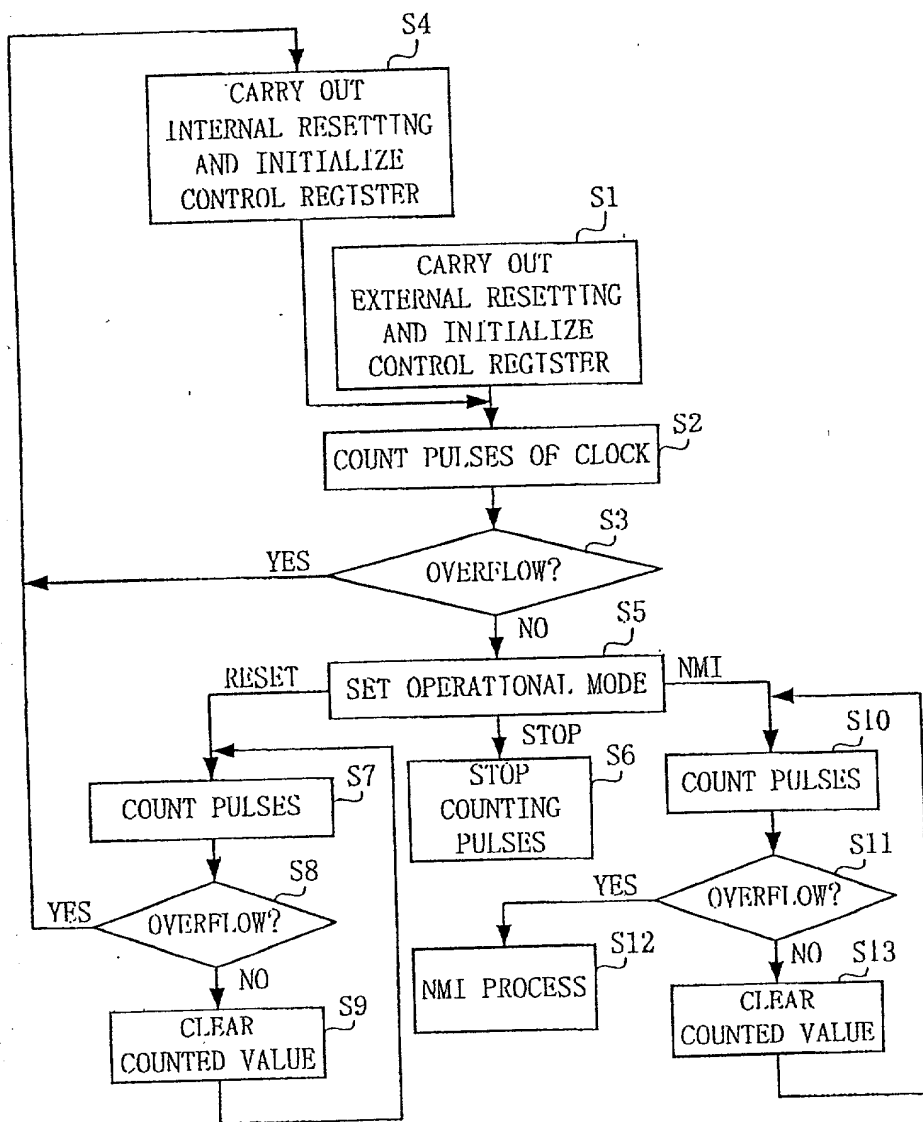 S4
CARRY OUT
INTERNAL RESETTING
AND INITIALIZE
CONTROL REGISTER
S1
CARRY OUT
EXTERNAL RESETTING
AND INITIALIZE
CONTROL REGISTER
S2
COUNT PULSES OF CLOCK
S3
YES
OVERFLOW?
NO
S5
RESET
SET OPERATIONAL MODE
NMI
STOP
S7
COUNT PULSES
S6
STOP
COUNTING
PULSES
S10
COUNT PULSES
S8
YES
OVERFLOW?
NO
S11
YES
OVERFLOW?
NO
S9
CLEAR
COUNTED VALUE
S12
NMI PROCESS
S13
CLEAR
COUNTED VALUE